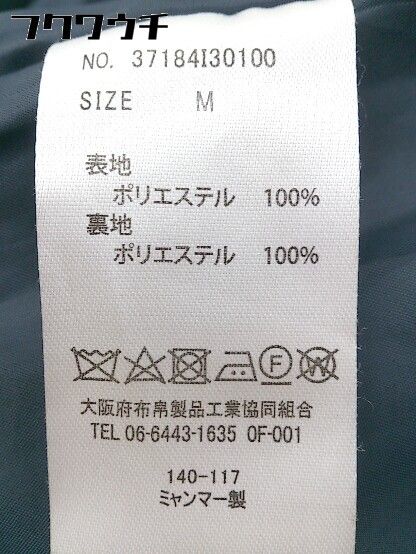 フクウウチ
NO. 37184I30100
SIZE M
表地
ポリエステル 100%
裏地
ポリエステル 100%
F W
大阪府布帛製品工業協同組合
TEL 06-6443-1635 OF-001
140-117
ミャンマー製